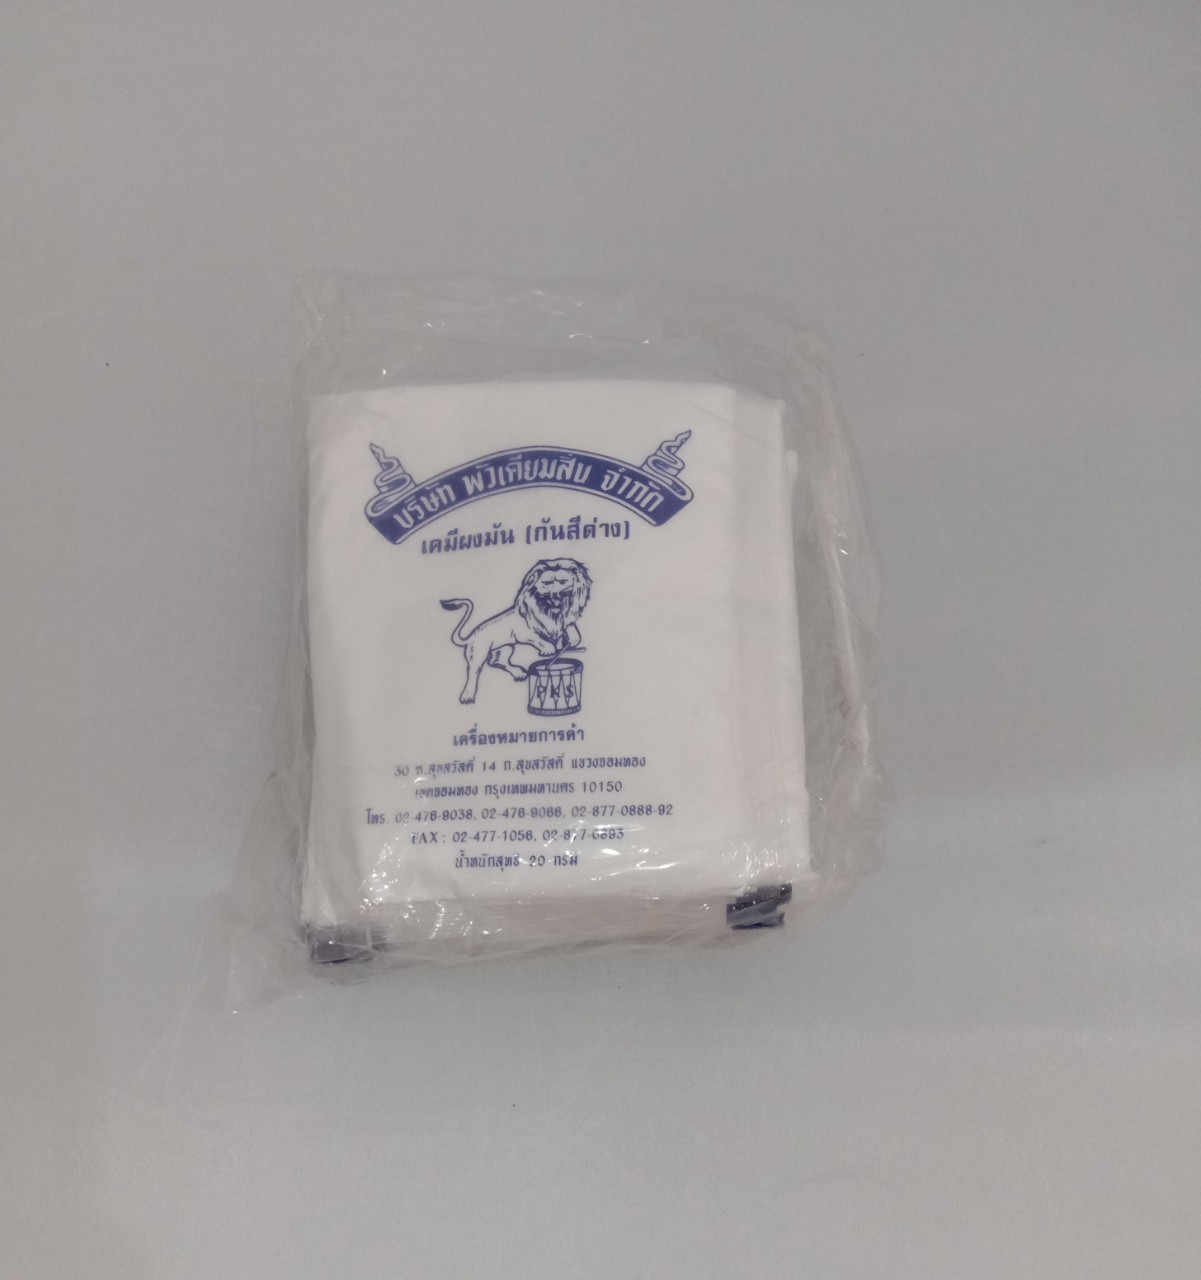 บริษัท พัวเคียมสีน จำกัด
เคมีผงมัน (กันสีด่าง)
PKS
เครื่องหมายการค้า
30 ซ.สุขสวัสดิ์ 14 ถ.สุขสวัสดิ์ แขวงจอมทอง
เขตจอมทอง กรุงเทพมหานคร 10150
โทร. 02-476-9038, 02-476-9066, 02-877-0888-92
FAX : 02-477-1056, 02-877-0893
น้ำหนักสุทธิ 20 กรัม